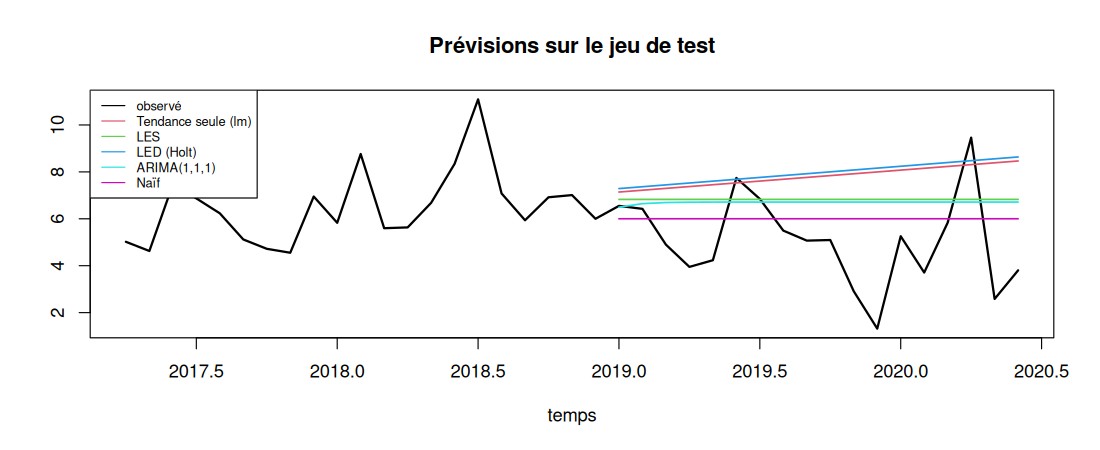 Prévisions sur le jeu de test
observé
Tendance seule (lm)
LES
LED (Holt)
ARIMA(1,1,1)
Naïf
10
8
6
4
2
2017.5 2018.0 2018.5 2019.0 2019.5 2020.0 2020.5
temps